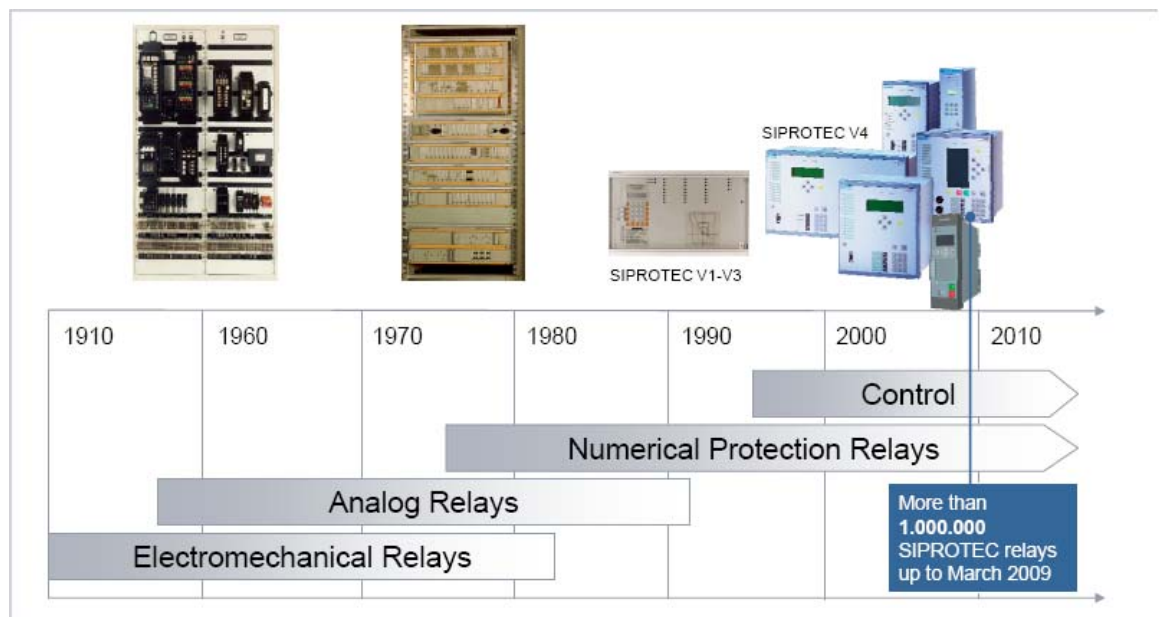 SIPROTEC V4
SIPROTEC V1-V3
1910
1960
1970
1980
1990
2000
2010
Control
Numerical Protection Relays
Analog Relays
Electromechanical Relays
More than
1.000.000
SIPROTEC relays
up to March 2009